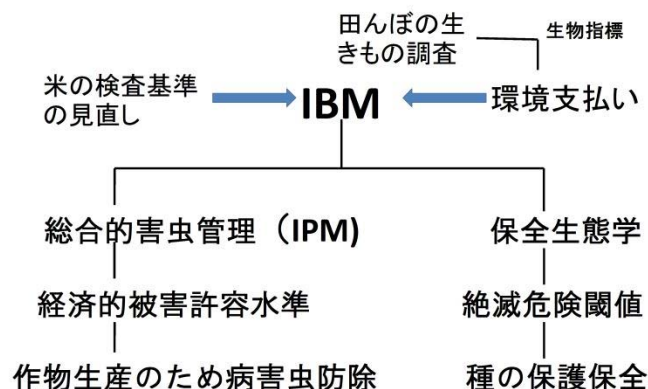 田んぼの生
きもの調査
生物指標
米の検査基準
の見直し
IBM
環境支払い
総合的害虫管理（IPM)
保全生態学
経済的被害許容水準
絶滅危険閾値
作物生産のため病害虫防除
種の保護保全